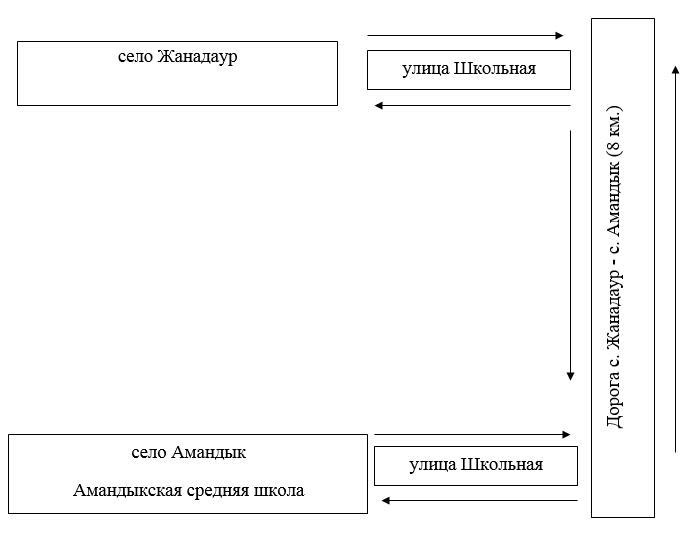 село Жанадаур
улица Школьная
Дорога с. Жанадаур - с. Амандык (8 км.)
село Амандык
Амандыкская средняя школа
улица Школьная